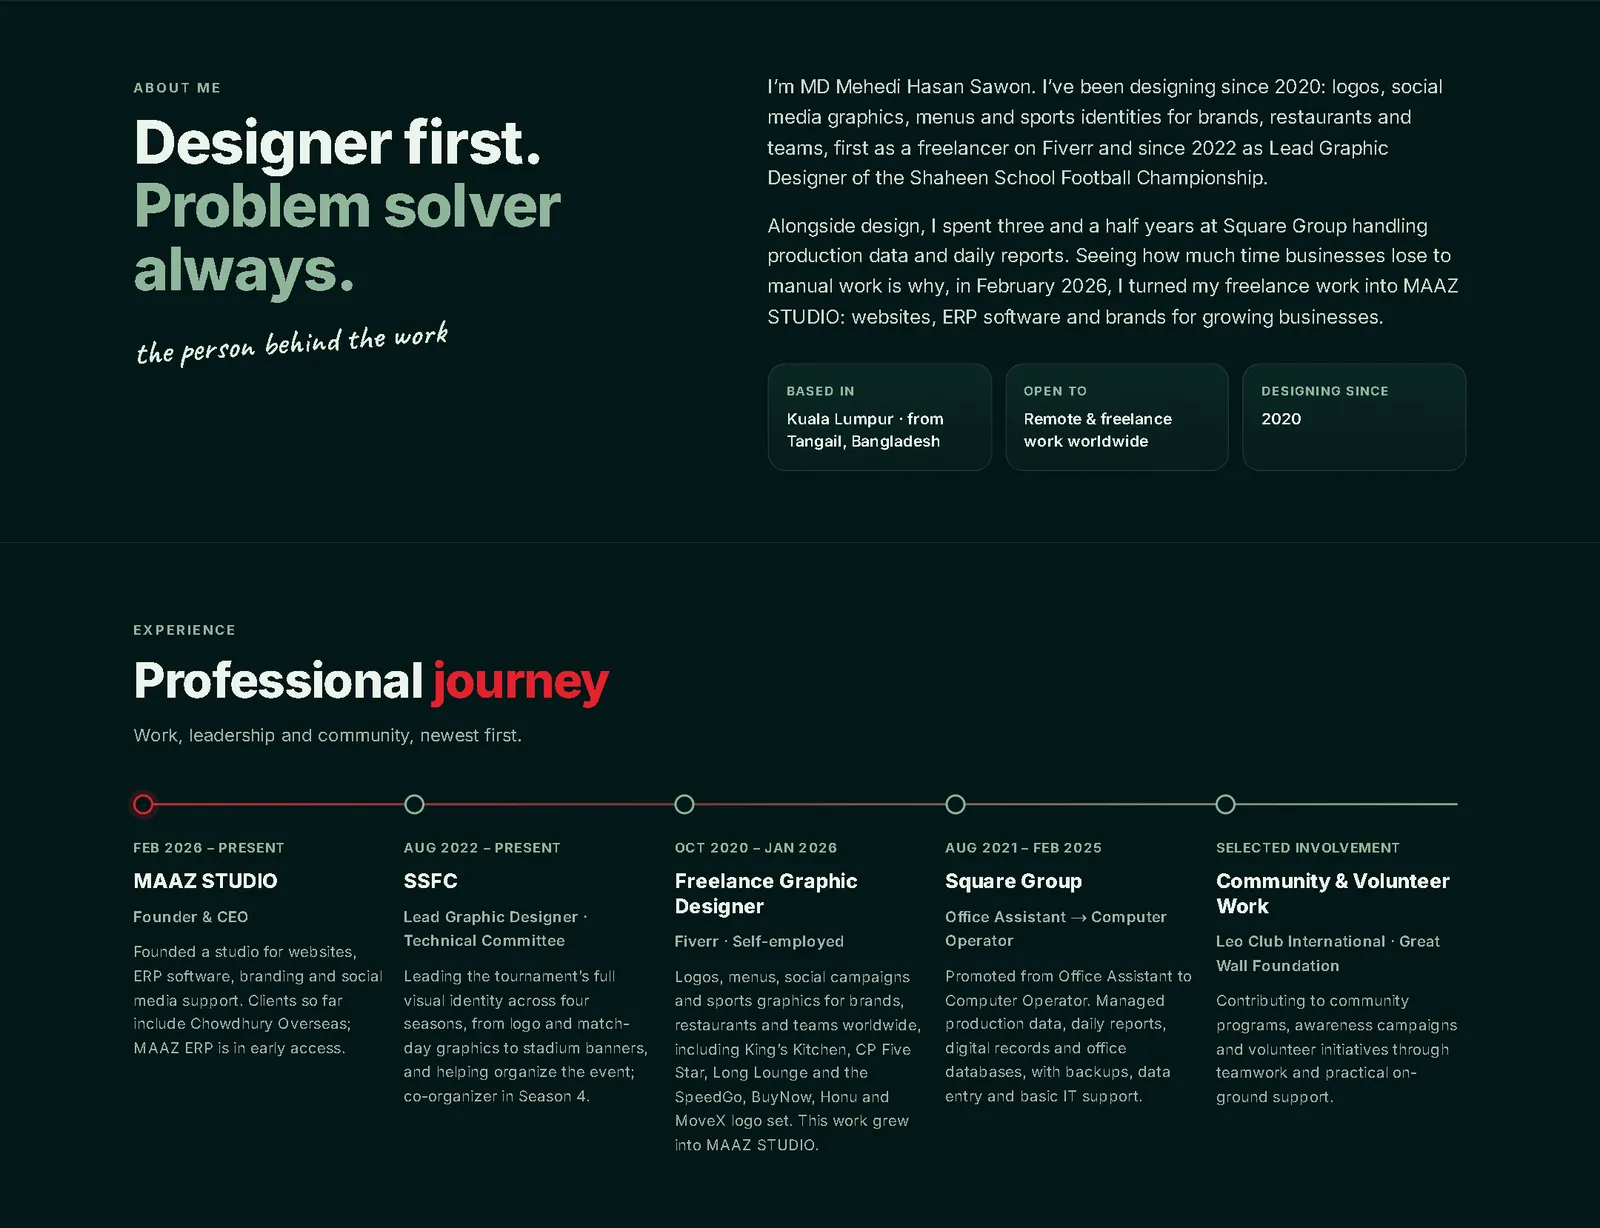 ABOUT ME
Designer first.
Problem solver
always.
the person behind the work
I’m MD Mehedi Hasan Sawon. I’ve been designing since 2020: logos, social
media graphics, menus and sports identities for brands, restaurants and
teams, first as a freelancer on Fiverr and since 2022 as Lead Graphic
Designer of the Shaheen School Football Championship.
Alongside design, I spent three and a half years at Square Group handling
production data and daily reports. Seeing how much time businesses lose to
manual work is why, in February 2026, I turned my freelance work into MAAZ
STUDIO: websites, ERP software and brands for growing businesses.
BASED IN
Kuala Lumpur · from
Tangail, Bangladesh
OPEN TO
Remote & freelance
work worldwide
DESIGNING SINCE
2020
EXPERIENCE
Professional journey
Work, leadership and community, newest first.
FEB 2026 – PRESENT
MAAZ STUDIO
Founder & CEO
Founded a studio for websites,
ERP software, branding and social
media support. Clients so far
include Chowdhury Overseas;
MAAZ ERP is in early access.
AUG 2022 – PRESENT
SSFC
Lead Graphic Designer ·
Technical Committee
Leading the tournament’s full
visual identity across four
seasons, from logo and match-
day graphics to stadium banners,
and helping organize the event;
co-organizer in Season 4.
OCT 2020 – JAN 2026
Freelance Graphic
Designer
Fiverr · Self-employed
Logos, menus, social campaigns
and sports graphics for brands,
restaurants and teams worldwide,
including King’s Kitchen, CP Five
Star, Long Lounge and the
SpeedGo, BuyNow, Honu and
MoveX logo set. This work grew
into MAAZ STUDIO.
AUG 2021 – FEB 2025
Square Group
Office Assistant → Computer
Operator
Promoted from Office Assistant to
Computer Operator. Managed
production data, daily reports,
digital records and office
databases, with backups, data
entry and basic IT support.
SELECTED INVOLVEMENT
Community & Volunteer
Work
Leo Club International · Great
Wall Foundation
Contributing to community
programs, awareness campaigns
and volunteer initiatives through
teamwork and practical on-
ground support.